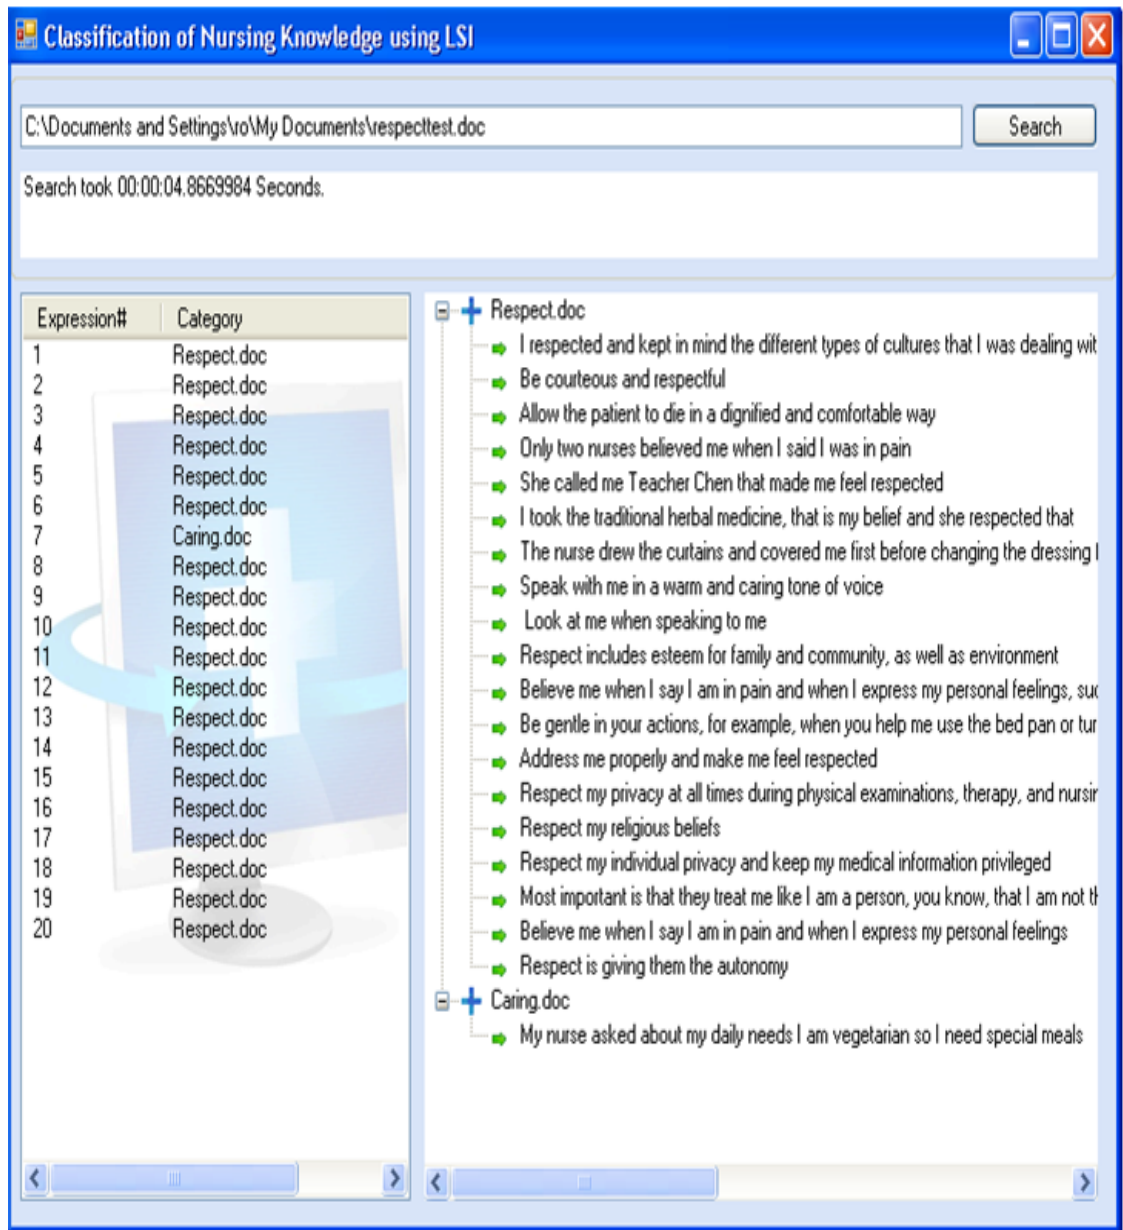 Classification of Nursing Knowledge using LSI
C:\Documents and Settings\ro\My Documents\respecttest.doc
Search
Search took 00:00:04.8669984 Seconds.
Expression# Category
1 Respect.doc
2 Respect.doc
3 Respect.doc
4 Respect.doc
5 Respect.doc
6 Respect.doc
7 Caring.doc
8 Respect.doc
9 Respect.doc
10 Respect.doc
11 Respect.doc
12 Respect.doc
13 Respect.doc
14 Respect.doc
15 Respect.doc
16 Respect.doc
17 Respect.doc
18 Respect.doc
19 Respect.doc
20 Respect.doc
Respect.doc
I respected and kept in mind the different types of cultures that I was dealing wit
Be courteous and respectful
Allow the patient to die in a dignified and comfortable way
Only two nurses believed me when I said I was in pain
She called me Teacher Chen that made me feel respected
I took the traditional herbal medicine, that is my belief and she respected that
The nurse drew the curtains and covered me first before changing the dressing
Speak with me in a warm and caring tone of voice
Look at me when speaking to me
Respect includes esteem for family and community, as well as environment
Believe me when I say I am in pain and when I express my personal feelings, suc
Be gentle in your actions, for example, when you help me use the bed pan or tur
Address me properly and make me feel respected
Respect my privacy at all times during physical examinations, therapy, and nursin
Respect my religious beliefs
Respect my individual privacy and keep my medical information privileged
Most important is that they treat me like I am a person, you know, that I am not th
Believe me when I say I am in pain and when I express my personal feelings
Respect is giving them the autonomy
Caring.doc
My nurse asked about my daily needs I am vegetarian so I need special meals